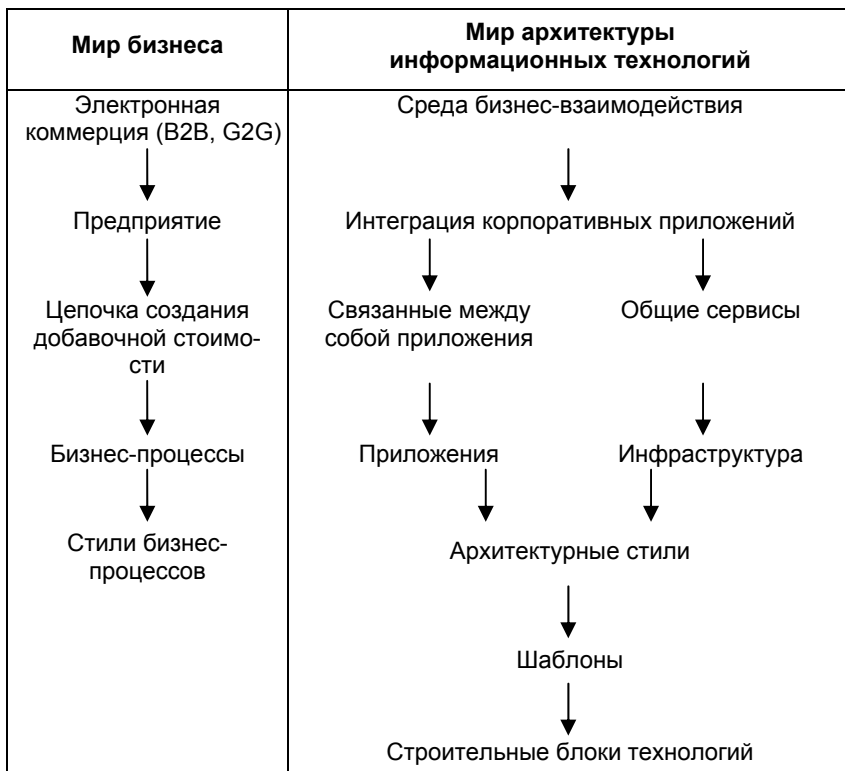 Мир бизнеса
Мир архитектуры
информационных технологий
Электронная
коммерция (B2B, G2G)
Среда бизнес-взаимодействия
Предприятие
Интеграция корпоративных приложений
Цепочка создания
добавочной стоимо-
сти
Связанные между
собой приложения
Общие сервисы
Бизнес-процессы
Приложения
Инфраструктура
Стили бизнес-
процессов
Архитектурные стили
Шаблоны
Строительные блоки технологий